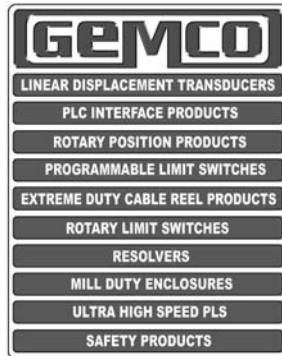 GEMCO
LINEAR DISPLACEMENT TRANSDUCERS
PLC INTERFACE PRODUCTS
ROTARY POSITION PRODUCTS
PROGRAMMABLE LIMIT SWITCHES
EXTREME DUTY CABLE REEL PRODUCTS
ROTARY LIMIT SWITCHES
RESOLVERS
MILL DUTY ENCLOSURES
ULTRA HIGH SPEED PLS
SAFETY PRODUCTS